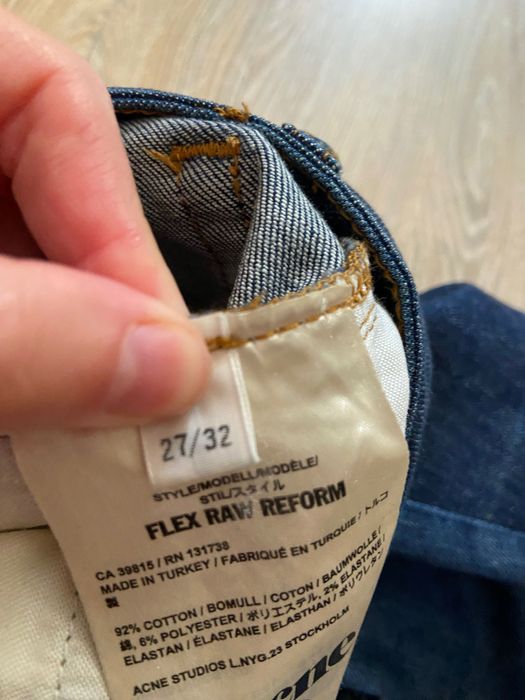 27/32
STYLE/MODELL/MODÈLE/
STIL/スタイル
FLEX RAW REFORM
CA 39815 / RN 131738
MADE IN TURKEY / FABRIQUÉ EN TURQUIE / トルコ
製
92% COTTON / BOMULL / COTON / BAUMWOLLE /
綿, 6% POLYESTER / ポリエステル, 2% ELASTANE /
ELASTAN / ÉLASTANE / ELASTHAN / ポリウレタン
ACNE STUDIOS L.NYG.23 STOCKHOLM